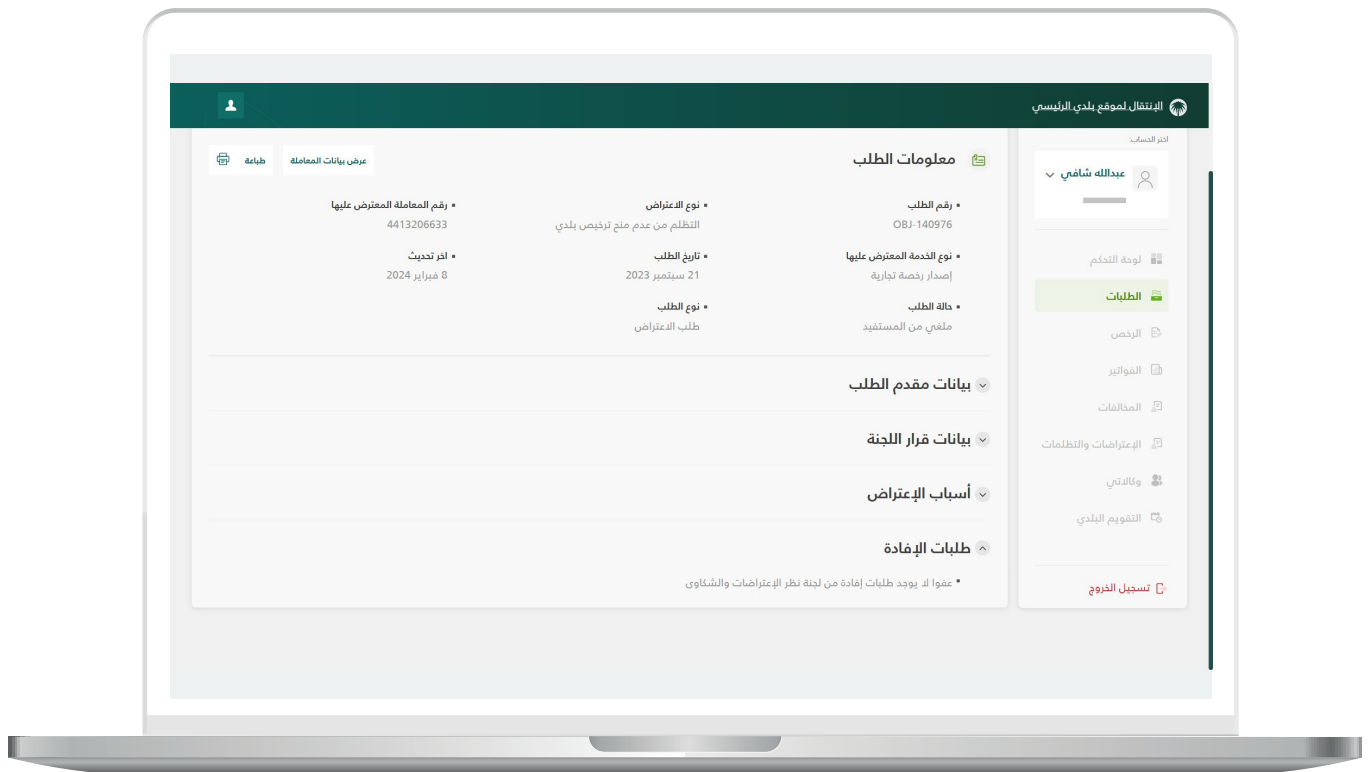 الإنتقال لموقع بلدي الرئيسي
اختر الحساب:
عبدالله شافي
لوحة التحكم
الطلبات
الرخص
الفواتير
المخالفات
الإعتراضات والتظلمات
وكالاتي
التقويم البلدي
تسجيل الخروج
معلومات الطلب
عرض بيانات المعاملة
طباعة
• رقم الطلب
OBJ-140976
• نوع الاعتراض
التظلم من عدم منح ترخيص بلدي
• رقم المعاملة المعترض عليها
4413206633
• نوع الخدمة المعترض عليها
إصدار رخصة تجارية
• تاريخ الطلب
21 سبتمبر 2023
• اخر تحديث
8 فبراير 2024
• حالة الطلب
ملغي من المستفيد
• نوع الطلب
طلب الاعتراض
بيانات مقدم الطلب
بيانات قرار اللجنة
أسباب الإعتراض
طلبات الإفادة
• عفوا لا يوجد طلبات إفادة من لجنة نظر الإعتراضات والشكاوى